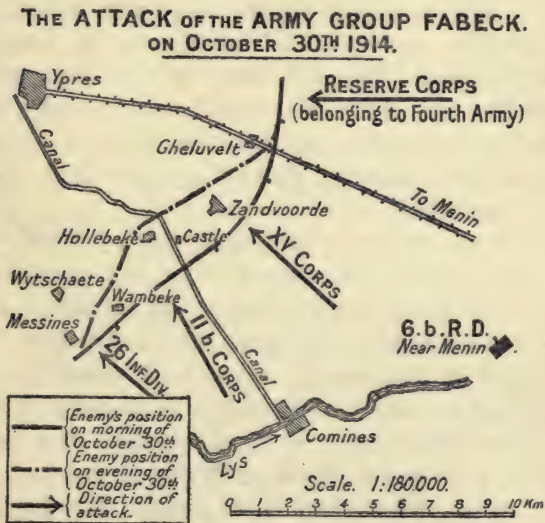 THE ATTACK OF THE ARMY GROUP FABECK.
ON OCTOBER 30TH 1914.
Ypres
RESERVE CORPS
(belonging to Fourth Army)
Canal
Gheluvelt
To Menin
Zandvoorde
Hollebeke
Castle
XV CORPS
Wytschaete
Wambeke
Messines
II b. CORPS
6. b. R.D.
Near Menin
26 INF. DIV.
Canal
Comines
Lys
Enemy's position
on morning of
October 30th
Enemy position
on evening of
October 30th
Direction of
attack.
Scale. 1:180.000.
0 1 2 3 4 5 6 7 8 9 10 Km